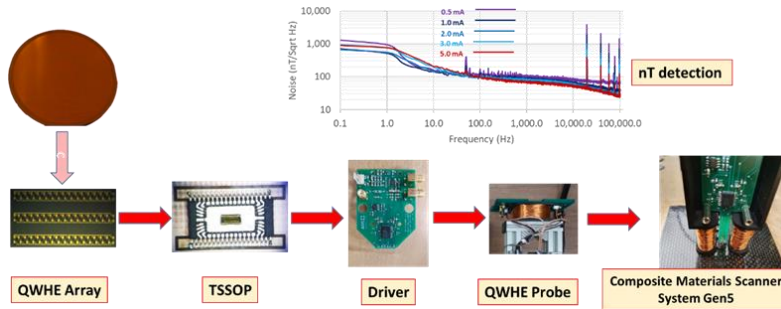 10,000
1,000
100
10
Noise (nT/Sqrt Hz)
0.5 mA
1.0 mA
2.0 mA
3.0 mA
5.0 mA
0.1
1.0
10.0
100.0
1,000.0
10,000.0
100,000.0
Frequency (Hz)
nT detection
QWHE Array
TSSOP
Driver
QWHE Probe
Composite Materials Scanner
System Gen5